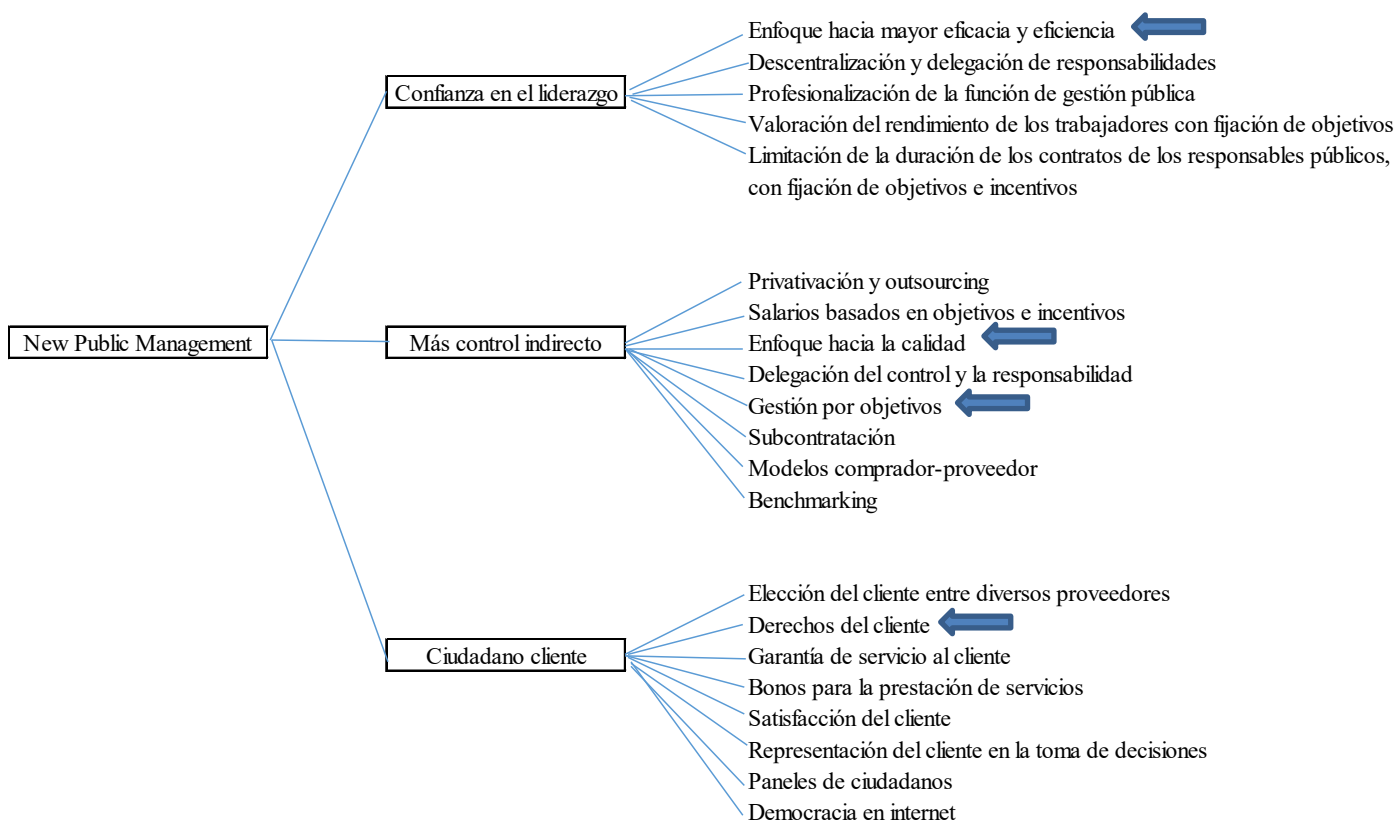 New Public Management
Confianza en el liderazgo
Enfoque hacia mayor eficacia y eficiencia
Descentralización y delegación de responsabilidades
Profesionalización de la función de gestión pública
Valoración del rendimiento de los trabajadores con fijación de objetivos
Limitación de la duración de los contratos de los responsables públicos,
con fijación de objetivos e incentivos
Más control indirecto
Privativación y outsourcing
Salarios basados en objetivos e incentivos
Enfoque hacia la calidad
Delegación del control y la responsabilidad
Gestión por objetivos
Subcontratación
Modelos comprador-proveedor
Benchmarking
Ciudadano cliente
Elección del cliente entre diversos proveedores
Derechos del cliente
Garantía de servicio al cliente
Bonos para la prestación de servicios
Satisfacción del cliente
Representación del cliente en la toma de decisiones
Paneles de ciudadanos
Democracia en internet